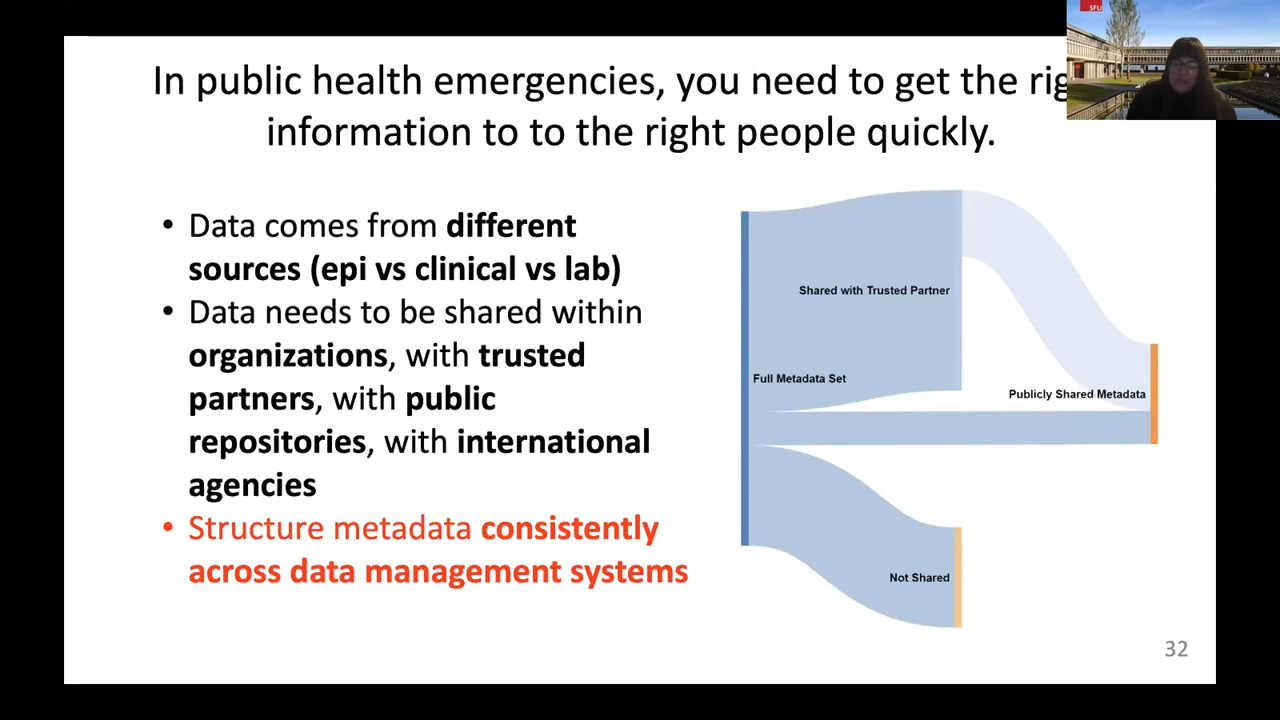 In public health emergencies, you need to get the rig
information to to the right people quickly.
• Data comes from different
sources (epi vs clinical vs lab)
• Data needs to be shared within
organizations, with trusted
partners, with public
repositories, with international
agencies
• Structure metadata consistently
across data management systems
Shared with Trusted Partner
Full Metadata Set
Publicly Shared Metadata
Not Shared
32
SFU